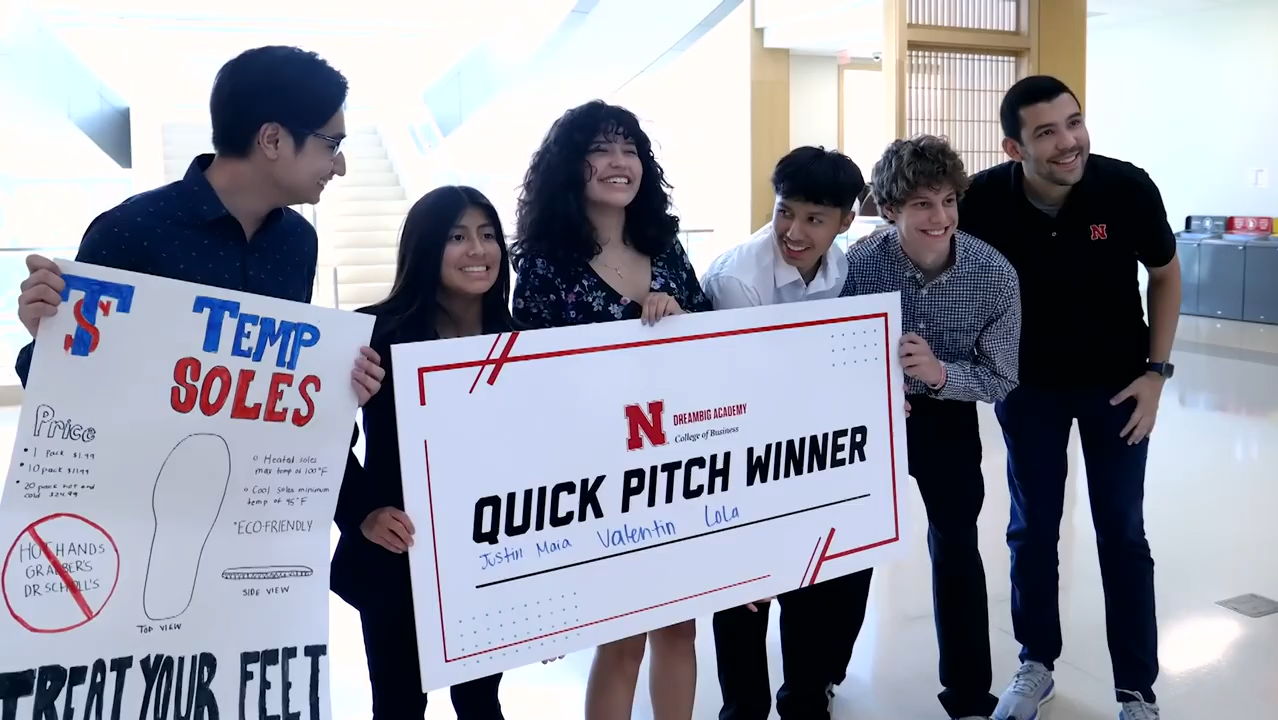 TS
TEMP
SOLES
Price
• 1 Pack $1.99
• 10 pack $11.99
• 20 pack hot and
cold $24.99
° Heated soles
max temp of 100°F
° Cool soles minimum
temp of 45°F
*ECO-FRIENDLY
HOT HANDS
GRABBER'S
DR SCHOLL'S
TOP VIEW
SIDE VIEW
TREAT YOUR FEET
N
DREAMBIG ACADEMY
College of Business
QUICK PITCH WINNER
Justin Maia Valentin Lola
N